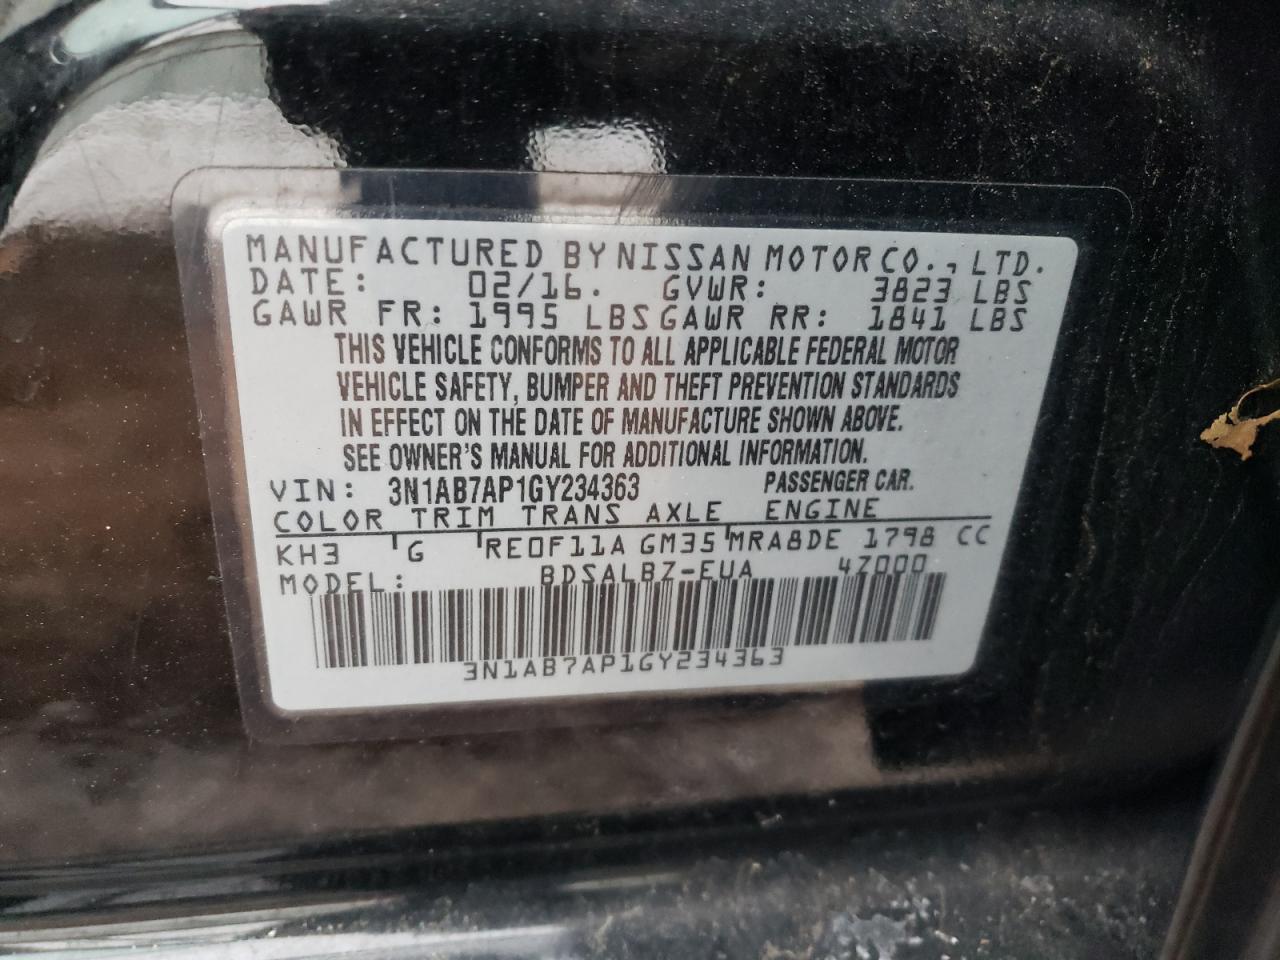 MANUFACTURED BY NISSAN MOTOR CO., LTD.
DATE: 02/16. GVWR: 3823 LBS
GAWR FR: 1995 LBS GAWR RR: 1841 LBS
THIS VEHICLE CONFORMS TO ALL APPLICABLE FEDERAL MOTOR
VEHICLE SAFETY, BUMPER AND THEFT PREVENTION STANDARDS
IN EFFECT ON THE DATE OF MANUFACTURE SHOWN ABOVE.
SEE OWNER'S MANUAL FOR ADDITIONAL INFORMATION.
VIN: 3N1AB7AP1GY234363 PASSENGER CAR.
COLOR TRIM TRANS AXLE ENGINE
KH3 G RE0F11A GM35 MRA8DE 1798 CC
MODEL: BDSALBZ-EUA 47000
3N1AB7AP1GY234363